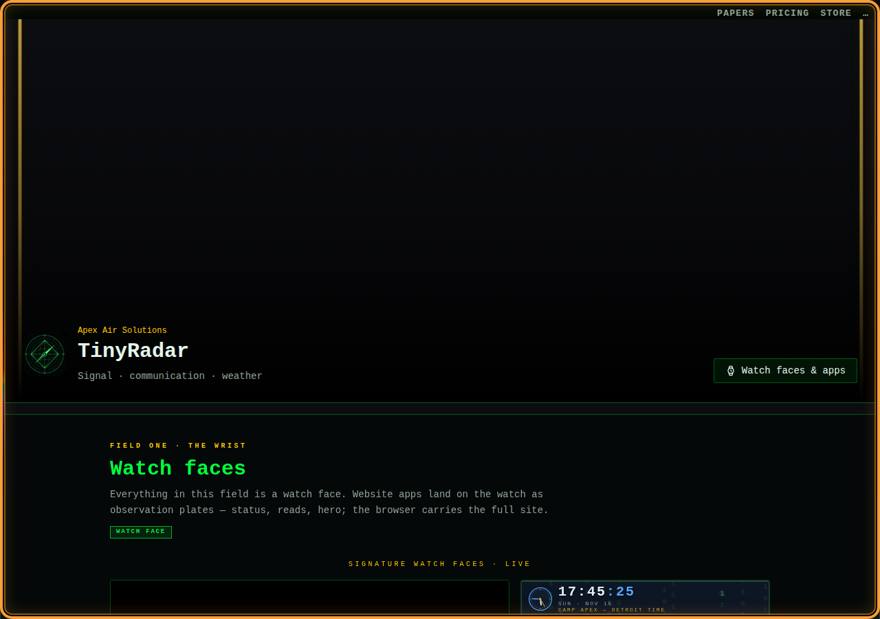 PAPERS PRICING STORE …
Apex Air Solutions
TinyRadar
Signal · communication · weather
Watch faces & apps
FIELD ONE · THE WRIST
Watch faces
Everything in this field is a watch face. Website apps land on the watch as
observation plates — status, reads, hero; the browser carries the full site.
WATCH FACE
SIGNATURE WATCH FACES · LIVE
17:45:25
SUN · NOV 15
CAMP APEX — DETROIT TIME